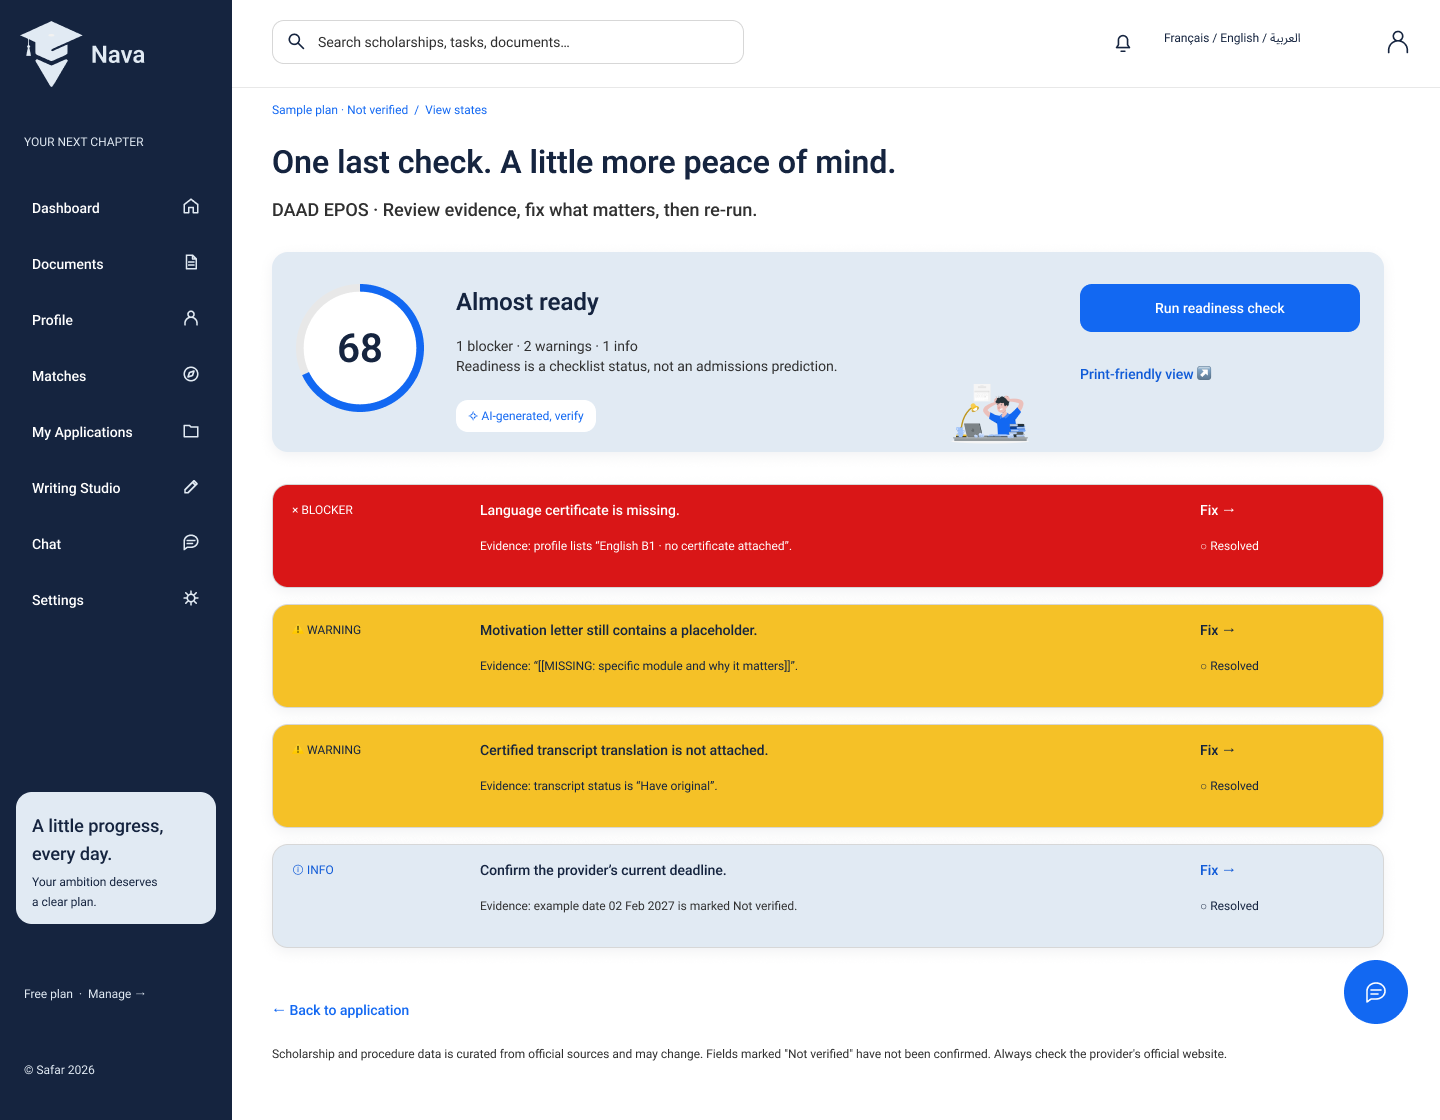 Nava
YOUR NEXT CHAPTER
Dashboard
Documents
Profile
Matches
My Applications
Writing Studio
Chat
Settings
A little progress,
every day.
Your ambition deserves
a clear plan.
Free plan · Manage →
© Safar 2026
Search scholarships, tasks, documents…
Français / English / العربية
Sample plan · Not verified / View states
One last check. A little more peace of mind.
DAAD EPOS · Review evidence, fix what matters, then re-run.
68
Almost ready
1 blocker · 2 warnings · 1 info
Readiness is a checklist status, not an admissions prediction.
✧ AI-generated, verify
Run readiness check
Print-friendly view ↗
× BLOCKER
Language certificate is missing.
Evidence: profile lists “English B1 · no certificate attached”.
Fix →
○ Resolved
! WARNING
Motivation letter still contains a placeholder.
Evidence: “[[MISSING: specific module and why it matters]]”.
Fix →
○ Resolved
! WARNING
Certified transcript translation is not attached.
Evidence: transcript status is “Have original”.
Fix →
○ Resolved
ⓘ INFO
Confirm the provider’s current deadline.
Evidence: example date 02 Feb 2027 is marked Not verified.
Fix →
○ Resolved
← Back to application
Scholarship and procedure data is curated from official sources and may change. Fields marked "Not verified" have not been confirmed. Always check the provider's official website.